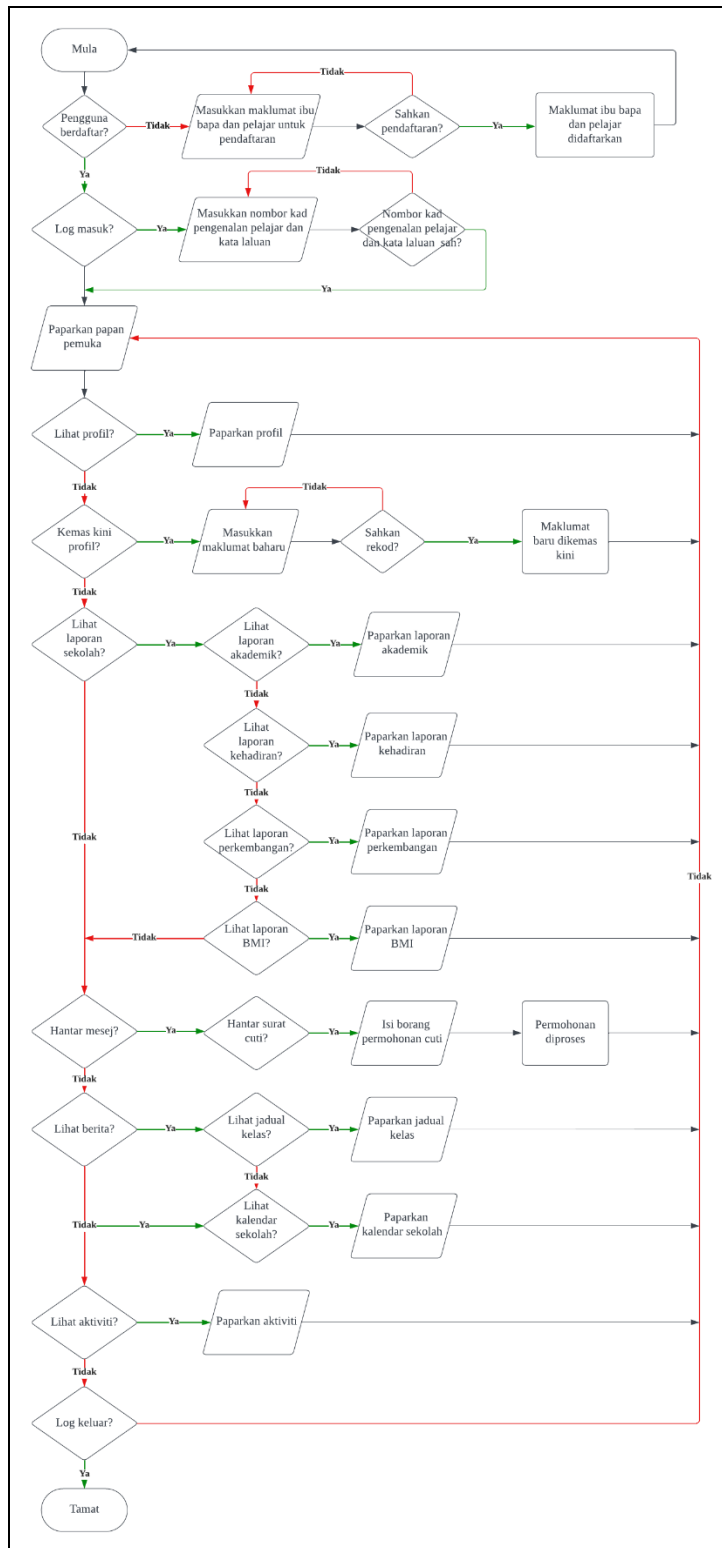 Mula
Tidak
Pengguna
berdaftar?
Tidak
Masukkan maklumat ibu
bapa dan pelajar untuk
pendaftaran
Sahkan
pendaftaran?
Ya
Maklumat ibu bapa
dan pelajar
didaftarkan
Ya
Tidak
Log masuk?
Ya
Masukkan nombor kad
pengenalan pelajar dan
kata laluan
Nombor kad
pengenalan pelajar
dan kata laluan sah?
Ya
Paparkan papan
pemuka
Lihat profil?
Ya
Paparkan profil
Tidak
Tidak
Kemas kini
profil?
Ya
Masukkan
maklumat baharu
Sahkan
rekod?
Ya
Maklumat
baru dikemas
kini
Tidak
Lihat
laporan
sekolah?
Ya
Lihat
laporan
akademik?
Ya
Paparkan laporan
akademik
Tidak
Lihat
laporan
kehadiran?
Ya
Paparkan laporan
kehadiran
Tidak
Tidak
Lihat laporan
perkembangan?
Ya
Paparkan laporan
perkembangan
Tidak
Tidak
Tidak
Lihat laporan
BMI?
Ya
Paparkan laporan
BMI
Hantar mesej?
Ya
Hantar surat
cuti?
Ya
Isi borang
permohonan cuti
Permohonan
diproses
Tidak
Lihat berita?
Ya
Lihat jadual
kelas?
Ya
Paparkan jadual
kelas
Tidak
Tidak
Ya
Lihat
kalendar
sekolah?
Ya
Paparkan
kalendar sekolah
Lihat aktiviti?
Ya
Paparkan aktiviti
Tidak
Log keluar?
Ya
Tamat